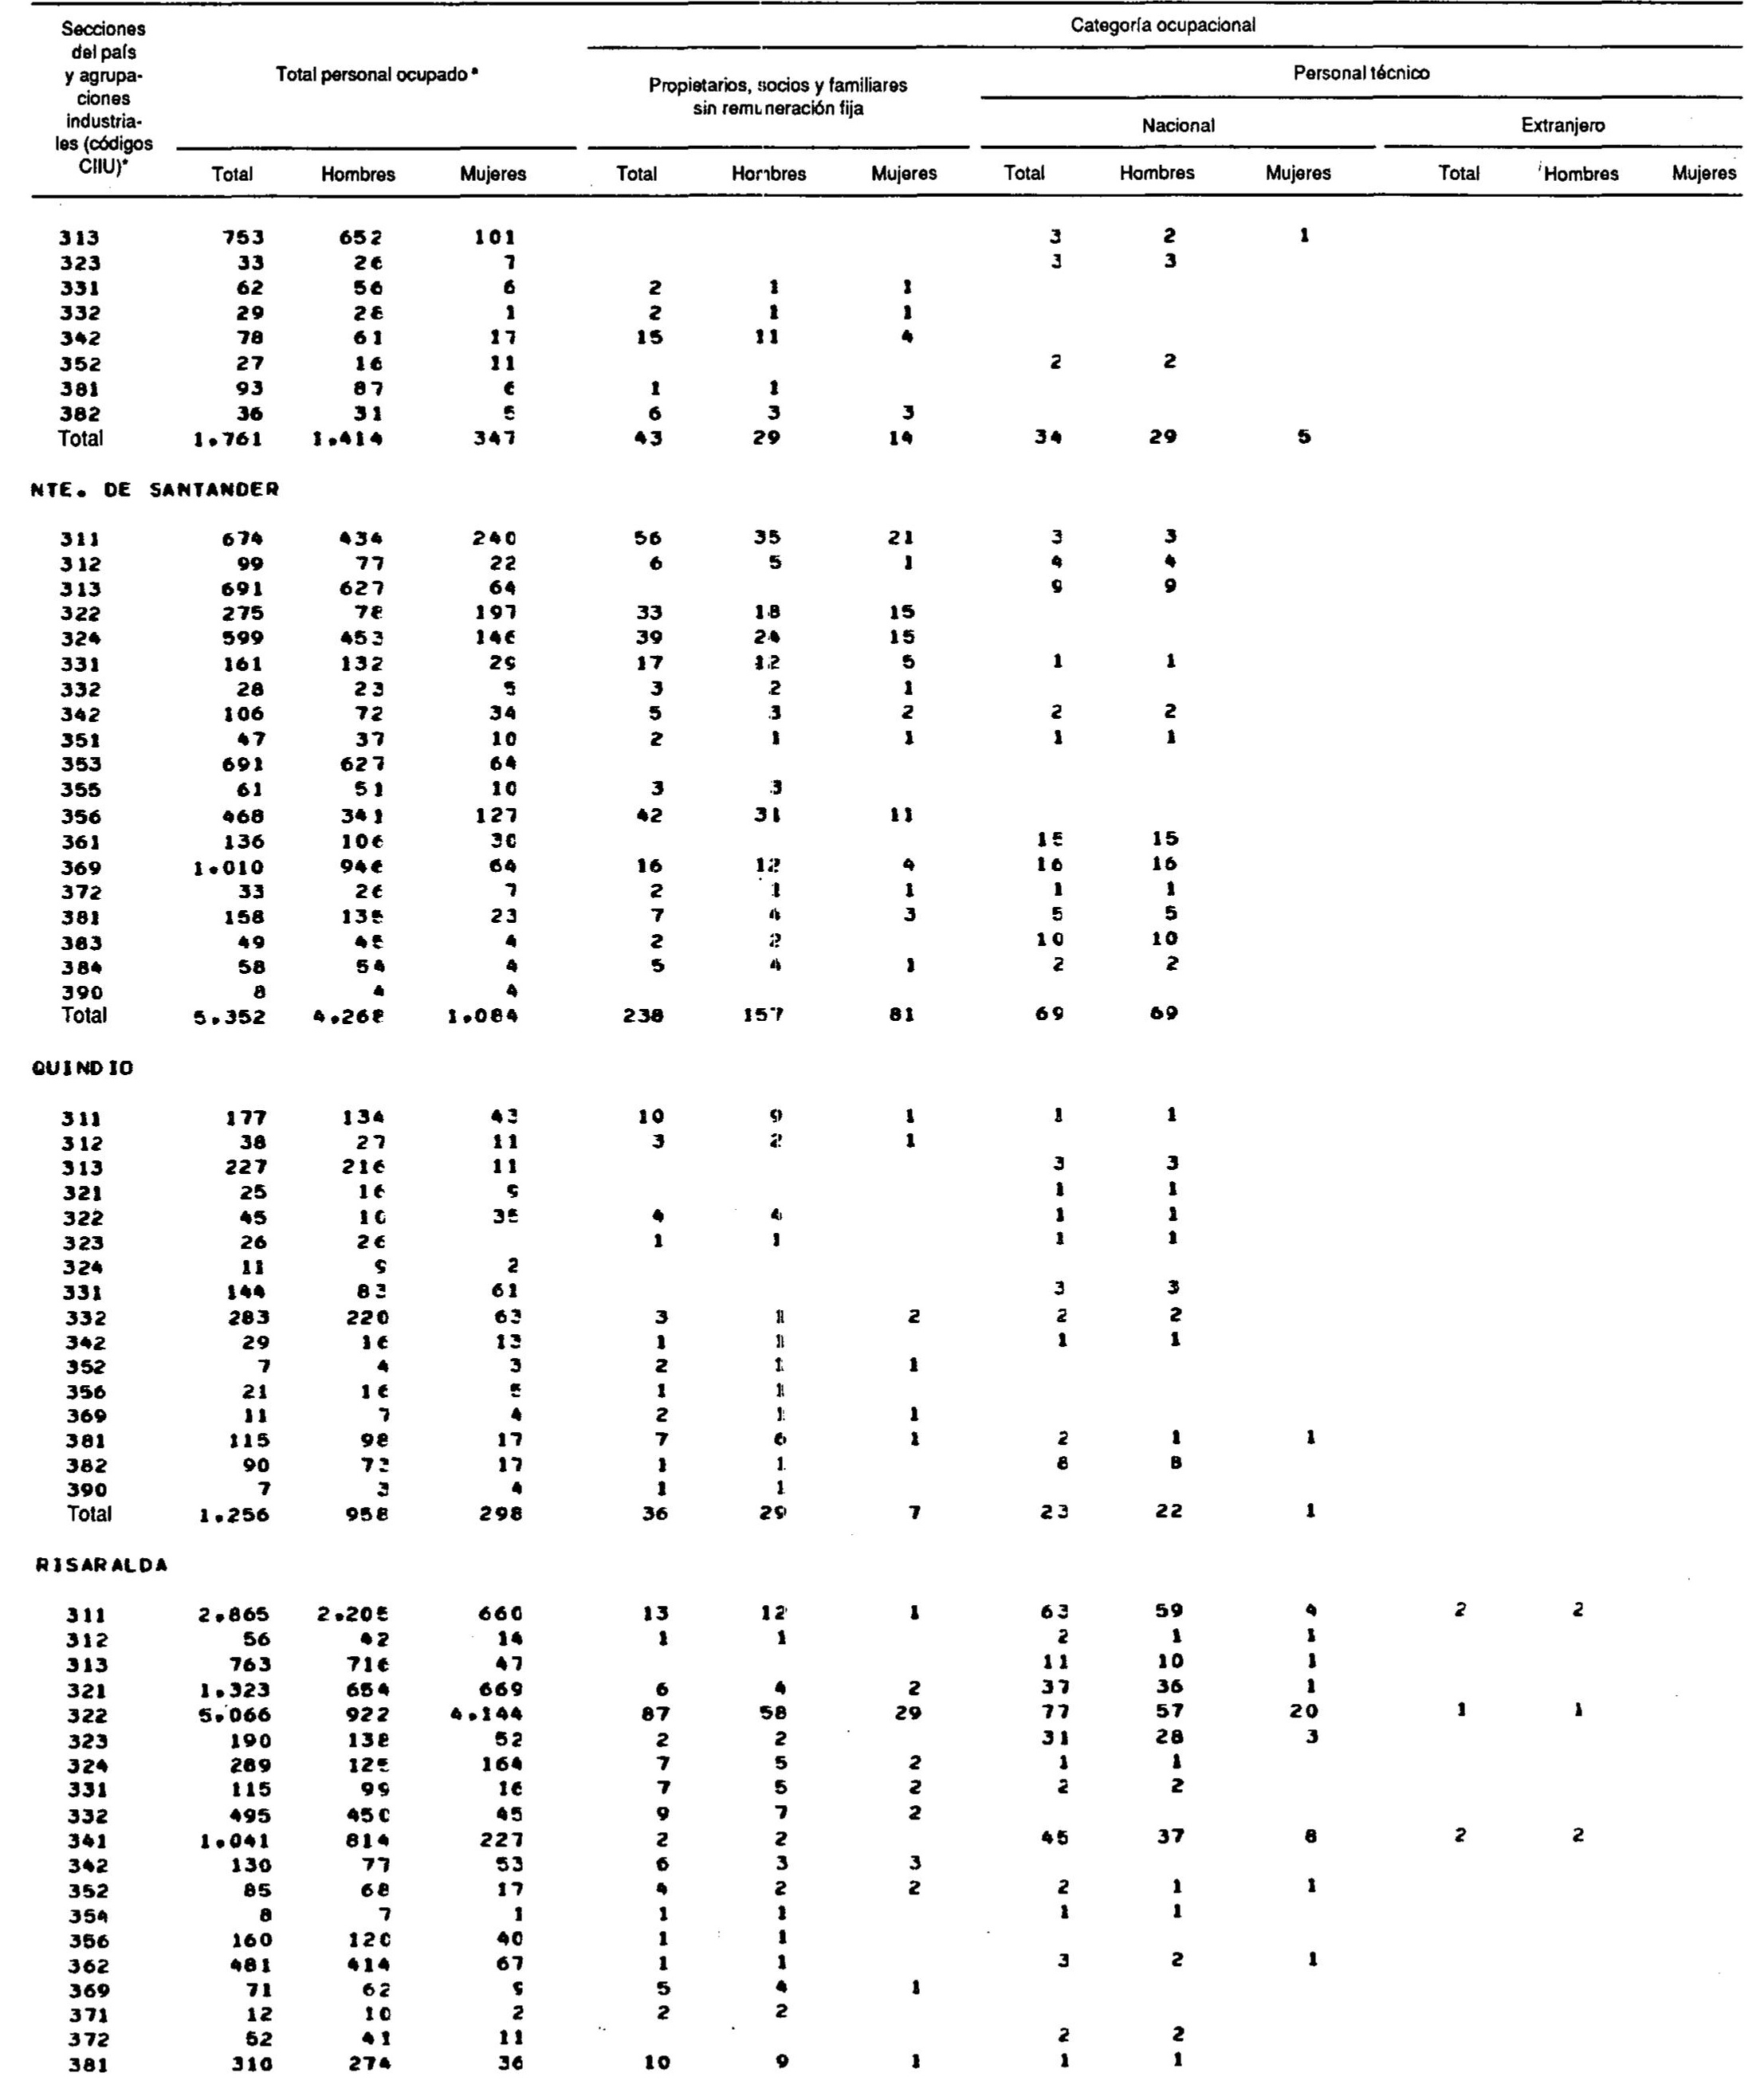 Secciones del país y agrupaciones industriales (códigos CIIU)* Total personal ocupado ª Categoría ocupacional
Propietarios, socios y familiares sin remuneración fija Personal técnico
Nacional Extranjero
Total Hombres Mujeres Total Hombres Mujeres Total Hombres Mujeres Total Hombres Mujeres
313 753 652 101 3 2 1
323 33 26 7 3 3
331 62 56 6 2 1 1
332 29 28 1 2 1 1
342 78 61 17 15 11 4
352 27 16 11 2 2
381 93 87 6 1 1
382 36 31 5 6 3 3
Total 1.761 1.414 347 43 29 14 34 29 5
NTE. DE SANTANDER
311 674 434 240 56 35 21 3 3
312 99 77 22 6 5 1 4 4
313 691 627 64 9 9
322 275 78 197 33 18 15
324 599 453 146 39 24 15
331 161 132 29 17 12 5 1 1
332 28 23 5 3 2 1
342 106 72 34 5 3 2 2 2
351 47 37 10 2 1 1 1 1
353 691 627 64
355 61 51 10 3 3
356 468 341 127 42 31 11
361 136 106 30 15 15
369 1.010 946 64 16 12 4 16 16
372 33 26 7 2 1 1 1 1
381 158 135 23 7 4 3 5 5
383 49 45 4 2 2 10 10
384 58 54 4 5 4 1 2 2
390 8 4 4
Total 5.352 4.268 1.084 238 157 81 69 69
QUINDIO
311 177 134 43 10 9 1 1 1
312 38 27 11 3 2 1
313 227 216 11 3 3
321 25 16 9 1 1
322 45 10 35 4 4 1 1
323 26 26 1 1 1 1
324 11 9 2
331 144 83 61 3 3
332 283 220 63 3 1 2 2 2
342 29 16 13 1 1 1 1
352 7 4 3 2 1 1
356 21 16 5 1 1
369 11 7 4 2 1 1
381 115 98 17 7 6 1 2 1 1
382 90 73 17 1 1 8 8
390 7 3 4 1 1
Total 1.256 958 298 36 29 7 23 22 1
RISARALDA
311 2.865 2.205 660 13 12 1 63 59 4 2 2
312 56 42 14 1 1 2 1 1
313 763 716 47 11 10 1
321 1.323 654 669 6 4 2 37 36 1
322 5.066 922 4.144 87 58 29 77 57 20 1 1
323 190 138 52 2 2 31 28 3
324 289 125 164 7 5 2 1 1
331 115 99 16 7 5 2 2 2
332 495 450 45 9 7 2
341 1.041 814 227 2 2 45 37 8 2 2
342 130 77 53 6 3 3
352 85 68 17 4 2 2 2 1 1
354 8 7 1 1 1 1 1
356 160 120 40 1 1
362 481 414 67 1 1 3 2 1
369 71 62 9 5 4 1
371 12 10 2 2 2
372 52 41 11 2 2
381 310 274 36 10 9 1 1 1